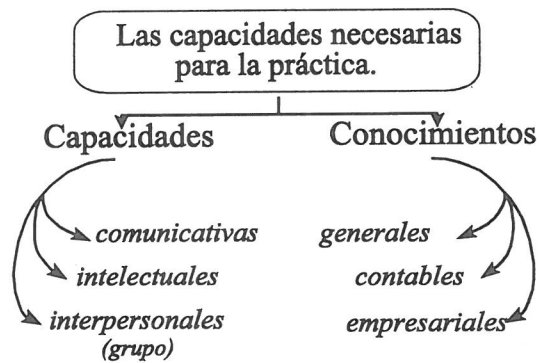 Las capacidades necesarias
para la práctica.
Capacidades
Conocimientos
comunicativas
intelectuales
interpersonales
(grupo)
generales
contables
empresariales